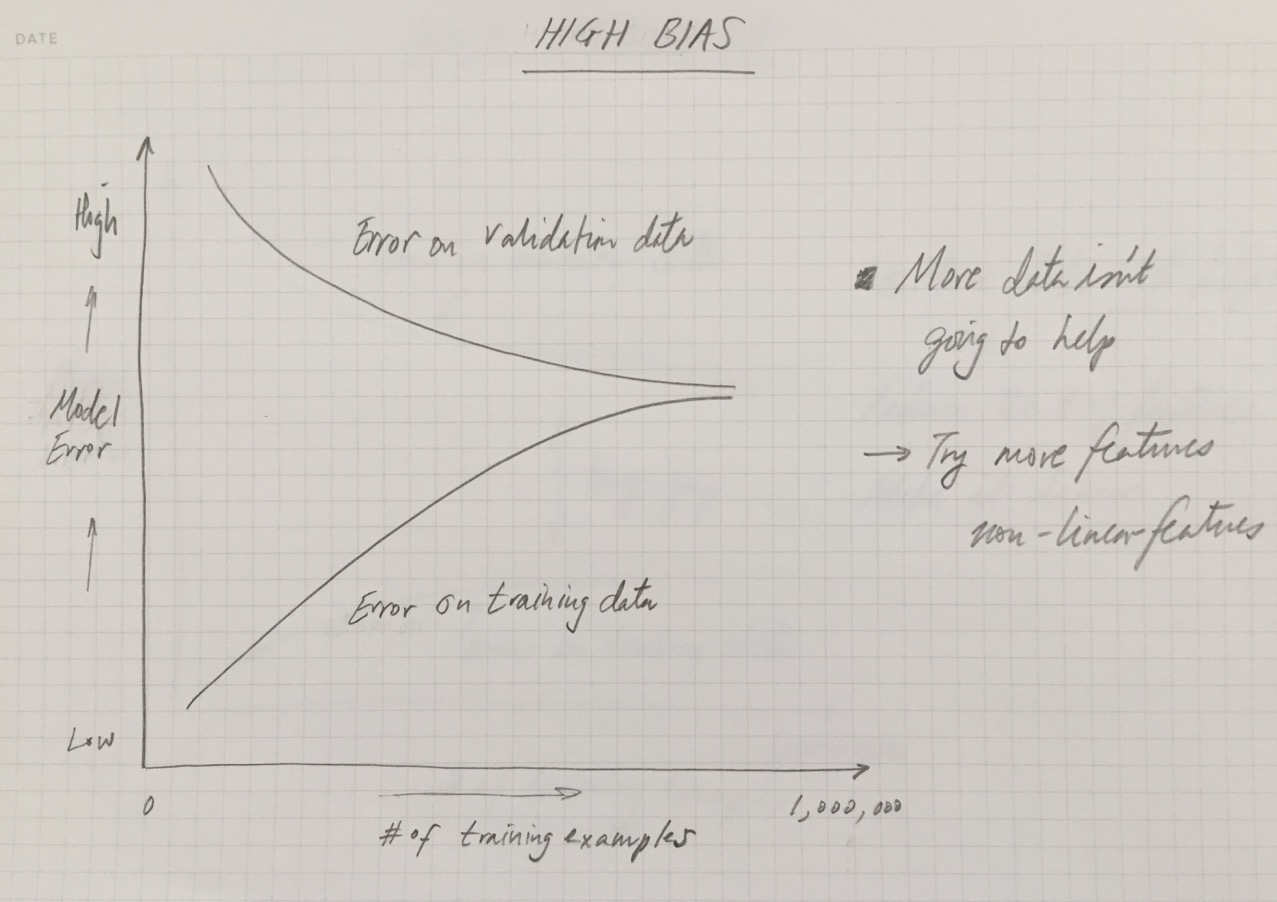 DATE
HIGH BIAS
High
Error on validation data
Model
Error
Error on training data
Low
0
1,000,000
# of training examples
More data isn't
going to help
→ Try more features
non-linear features